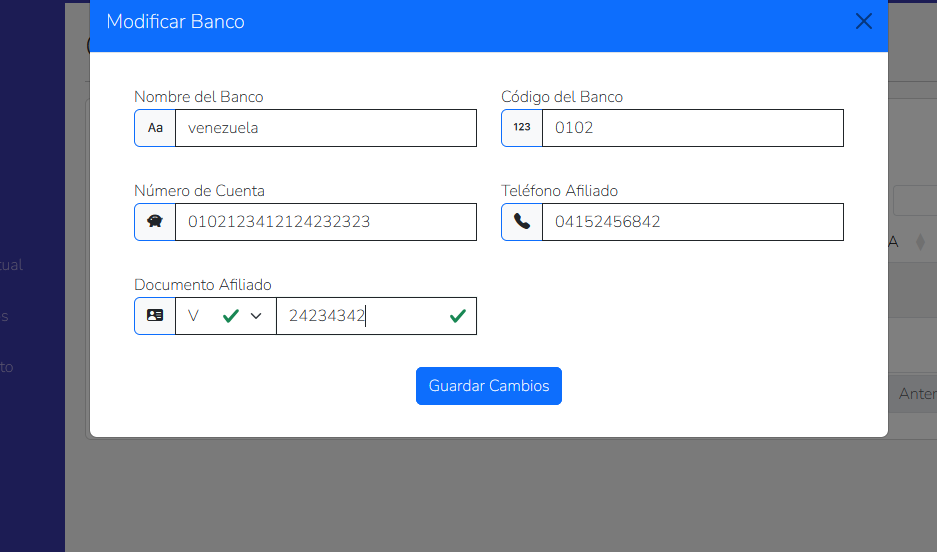 Modificar Banco
Nombre del Banco
Código del Banco
Aa
venezuela
123
0102
Número de Cuenta
Teléfono Afiliado
0102123412124232323
04152456842
A
tual
Documento Afiliado
s
V
24234342
to
Guardar Cambios
Anter